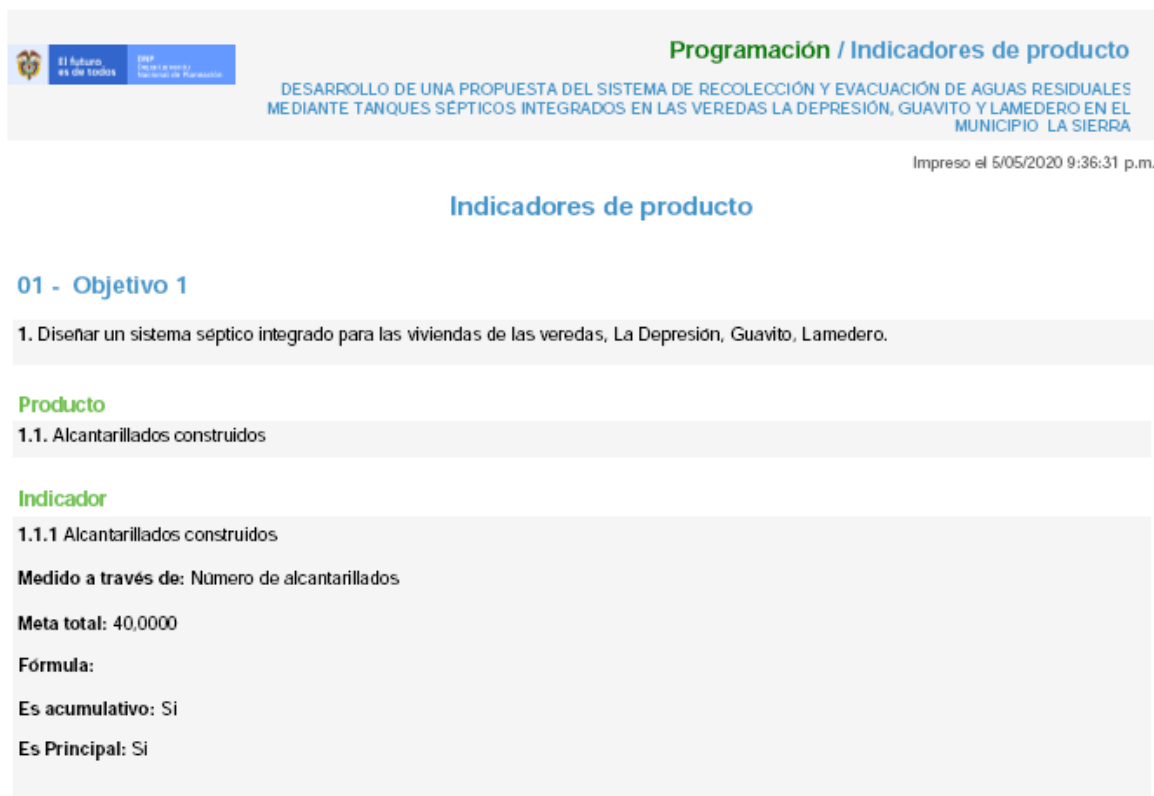 El futuro
es de todos
DNP
Departamento
Nacional de Planeación
Programación / Indicadores de producto
DESARROLLO DE UNA PROPUESTA DEL SISTEMA DE RECOLECCIÓN Y EVACUACIÓN DE AGUAS RESIDUALES
MEDIANTE TANQUES SÉPTICOS INTEGRADOS EN LAS VEREDAS LA DEPRESIÓN, GUAVITO Y LAMEDERO EN EL
MUNICIPIO LA SIERRA
Impreso el 5/05/2020 9:36:31 p.m.
Indicadores de producto
01 - Objetivo 1
1. Diseñar un sistema séptico integrado para las viviendas de las veredas, La Depresión, Guavito, Lamedero.
Producto
1.1. Alcantarillados construidos
Indicador
1.1.1 Alcantarillados construidos
Medido a través de: Número de alcantarillados
Meta total: 40,0000
Fórmula:
Es acumulativo: Si
Es Principal: Si